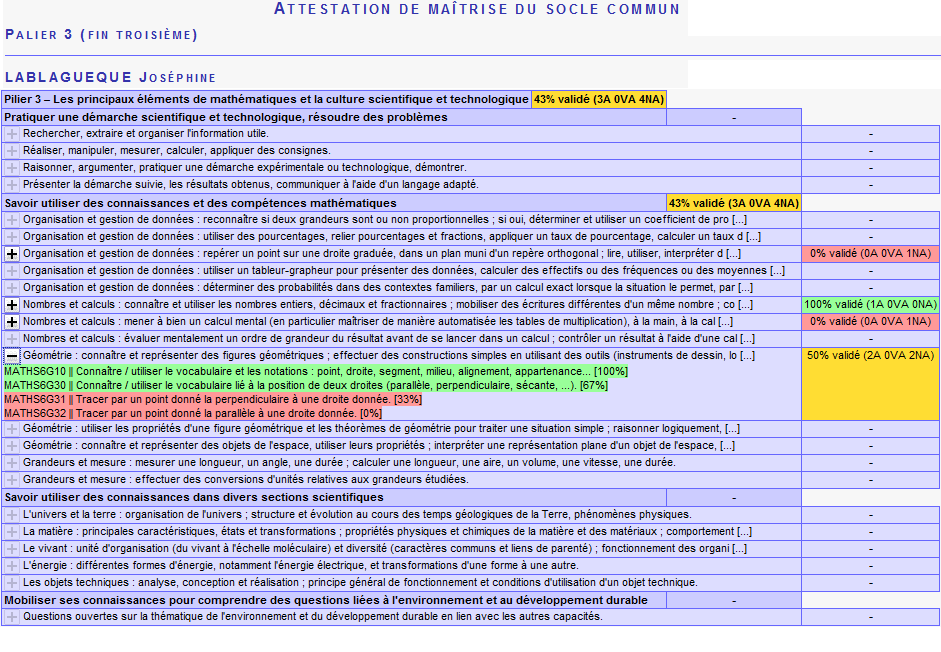 ATTESTATION DE MAÎTRISE DU SOCLE COMMUN
PALIER 3 (FIN TROISIÈME)
LABLAGUEQUE JOSÉPHINE
Pilier 3 – Les principaux éléments de mathématiques et la culture scientifique et technologique 43% validé (3A 0VA 4NA)
Pratiquer une démarche scientifique et technologique, résoudre des problèmes -
Rechercher, extraire et organiser l'information utile. -
Réaliser, manipuler, mesurer, calculer, appliquer des consignes. -
Raisonner, argumenter, pratiquer une démarche expérimentale ou technologique, démontrer. -
Présenter la démarche suivie, les résultats obtenus, communiquer à l'aide d'un langage adapté. -
Savoir utiliser des connaissances et des compétences mathématiques 43% validé (3A 0VA 4NA)
Organisation et gestion de données : reconnaître si deux grandeurs sont ou non proportionnelles ; si oui, déterminer et utiliser un coefficient de pro [...] -
Organisation et gestion de données : utiliser des pourcentages, relier pourcentages et fractions, appliquer un taux de pourcentage, calculer un taux d [...] -
Organisation et gestion de données : repérer un point sur une droite graduée, dans un plan muni d'un repère orthogonal ; lire, utiliser, interpréter d [...] 0% validé (0A 0VA 1NA)
Organisation et gestion de données : utiliser un tableur-grapheur pour présenter des données, calculer des effectifs ou des fréquences ou des moyennes [...] -
Organisation et gestion de données : déterminer des probabilités dans des contextes familiers, par un calcul exact lorsque la situation le permet, par [...] -
Nombres et calculs : connaître et utiliser les nombres entiers, décimaux et fractionnaires ; mobiliser des écritures différentes d'un même nombre ; co [...] 100% validé (1A 0VA 0NA)
Nombres et calculs : mener à bien un calcul mental (en particulier maîtriser de manière automatisée les tables de multiplication), à la main, à la cal [...] 0% validé (0A 0VA 1NA)
Nombres et calculs : évaluer mentalement un ordre de grandeur du résultat avant de se lancer dans un calcul ; contrôler un résultat à l'aide d'une cal [...] -
Géométrie : connaître et représenter des figures géométriques ; effectuer des constructions simples en utilisant des outils (instruments de dessin, lo [...] 50% validé (2A 0VA 2NA)
MATHS6G10 || Connaître / utiliser le vocabulaire et les notations : point, droite, segment, milieu, alignement, appartenance... [100%]
MATHS6G30 || Connaître / utiliser le vocabulaire lié à la position de deux droites (parallèle, perpendiculaire, sécante, ...). [67%]
MATHS6G31 || Tracer par un point donné la perpendiculaire à une droite donnée. [33%]
MATHS6G32 || Tracer par un point donné la parallèle à une droite donnée. [0%]
Géométrie : utiliser les propriétés d'une figure géométrique et les théorèmes de géométrie pour traiter une situation simple ; raisonner logiquement, [...] -
Géométrie : connaître et représenter des objets de l'espace, utiliser leurs propriétés ; interpréter une représentation plane d'un objet de l'espace, [...] -
Grandeurs et mesure : mesurer une longueur, un angle, une durée ; calculer une longueur, une aire, un volume, une vitesse, une durée. -
Grandeurs et mesure : effectuer des conversions d'unités relatives aux grandeurs étudiées. -
Savoir utiliser des connaissances dans divers sections scientifiques -
L'univers et la terre : organisation de l'univers ; structure et évolution au cours des temps géologiques de la Terre, phénomènes physiques. -
La matière : principales caractéristiques, états et transformations ; propriétés physiques et chimiques de la matière et des matériaux ; comportement [...] -
Le vivant : unité d'organisation (du vivant à l'échelle moléculaire) et diversité (caractères communs et liens de parenté) ; fonctionnement des organi [...] -
L'énergie : différentes formes d'énergie, notamment l'énergie électrique, et transformations d'une forme à une autre. -
Les objets techniques : analyse, conception et réalisation ; principe général de fonctionnement et conditions d'utilisation d'un objet technique. -
Mobiliser ses connaissances pour comprendre des questions liées à l'environnement et au développement durable -
Questions ouvertes sur la thématique de l'environnement et du développement durable en lien avec les autres capacités. -